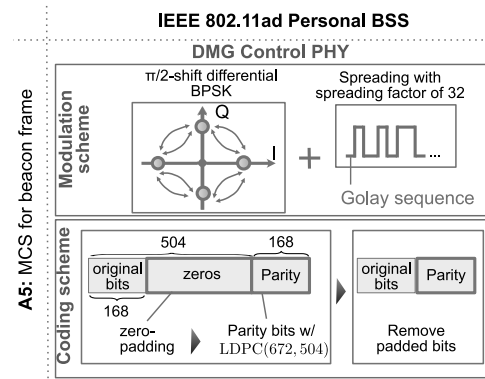 IEEE 802.11ad Personal BSS
DMG Control PHY
A5: MCS for beacon frame
Modulation
scheme
π/2-shift differential
BPSK
Q
I
+
Spreading with
spreading factor of 32
...
Golay sequence
Coding scheme
504
168
original
bits
zeros
Parity
168
zero-
padding
Parity bits w/
LDPC(672, 504)
original
bits
Parity
Remove
padded bits